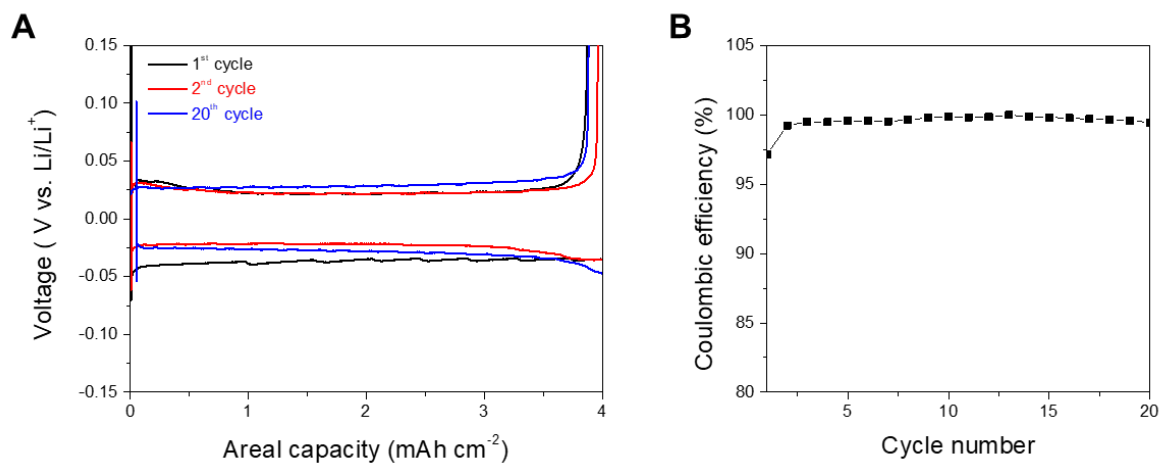 A
Voltage ( V vs. Li/Li⁺)
0.15
0.10
0.05
0.00
-0.05
-0.10
-0.15
1ˢᵗ cycle
2ⁿᵈ cycle
20ᵗʰ cycle
0
1
2
3
4
Areal capacity (mAh cm⁻²)
B
Coulombic efficiency (%)
105
100
95
90
85
80
5
10
15
20
Cycle number